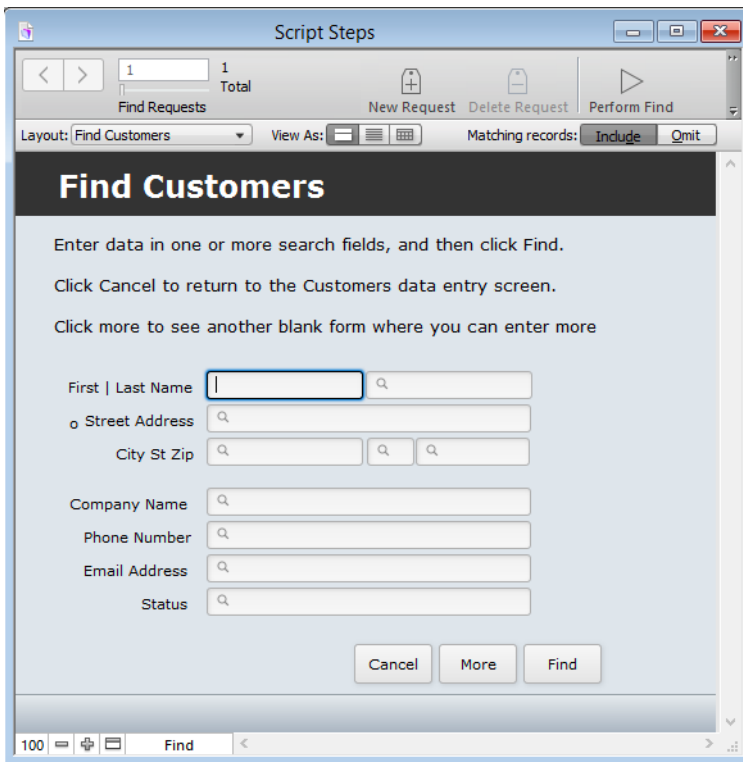 Script Steps
1
1
Total
Find Requests
New Request Delete Request Perform Find
Layout: Find Customers View As: Matching records: Include Omit
Find Customers
Enter data in one or more search fields, and then click Find.
Click Cancel to return to the Customers data entry screen.
Click more to see another blank form where you can enter more
First | Last Name
o Street Address
City St Zip
Company Name
Phone Number
Email Address
Status
Cancel More Find
100 Find